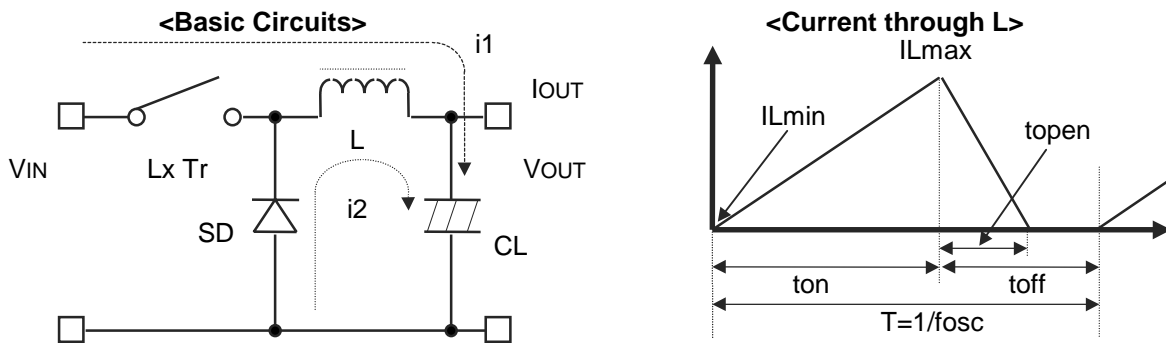 <Basic Circuits>
i1
IOUT
VIN
Lx Tr
L
VOUT
i2
SD
CL
<Current through L>
ILmax
ILmin
topen
ton
toff
T=1/fosc